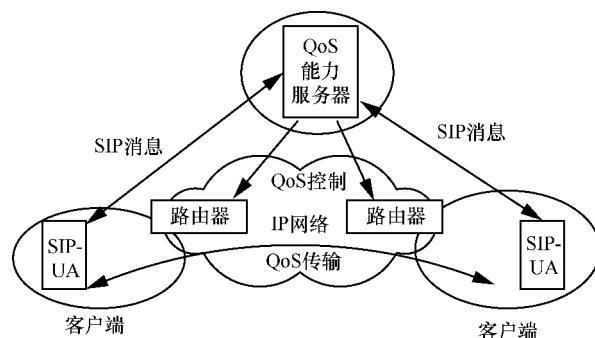 QoS
能力
服务器
SIP消息
SIP消息
QoS控制
路由器
IP网络
路由器
SIP-
UA
QoS传输
SIP-
UA
客户端
客户端